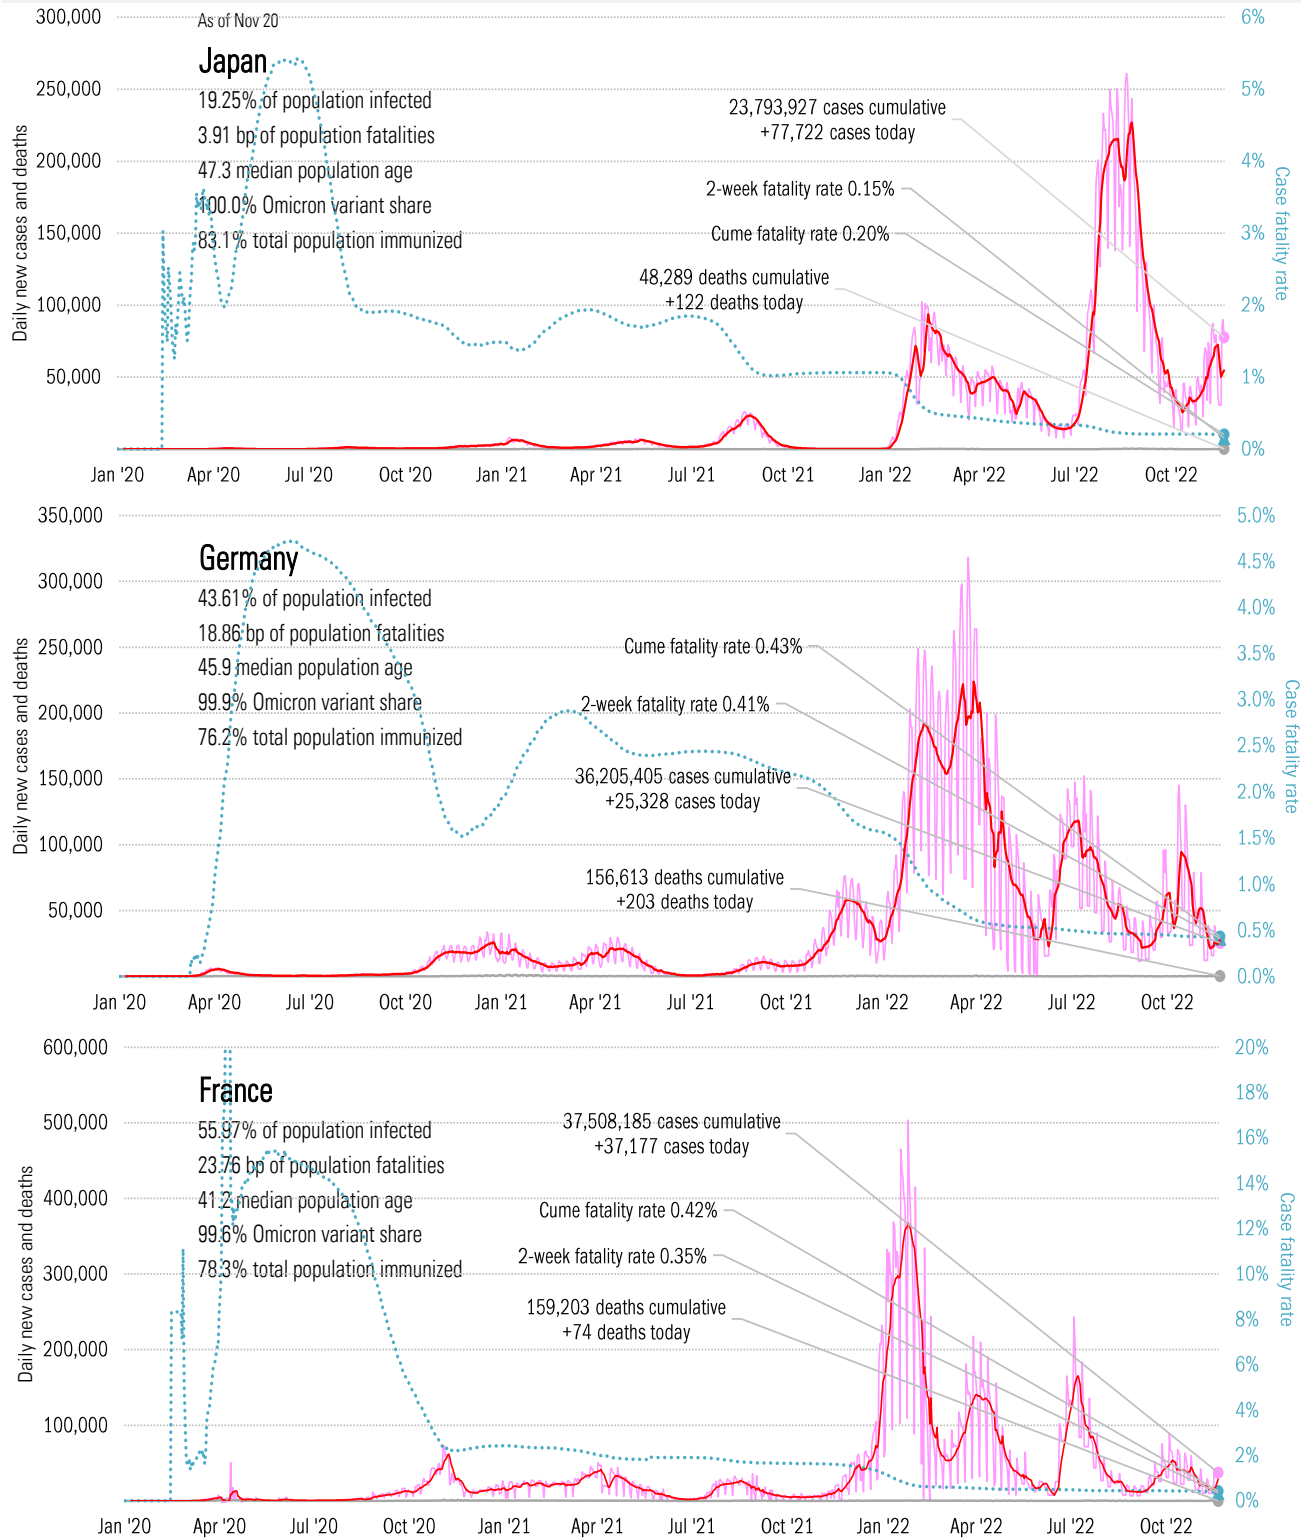 300,000
As of Nov 20
6%
Japan
250,000
5%
19.25% of population infected
23,793,927 cases cumulative
+77,722 cases today
3.91 bp of population fatalities
200,000
4%
47.3 median population age
2-week fatality rate 0.15%
100.0% Omicron variant share
150,000
Cume fatality rate 0.20%
3%
83.1% total population immunized
48,289 deaths cumulative
+122 deaths today
100,000
2%
50,000
1%
0%
Daily new cases and deaths
Case fatality rate
Jan '20 Apr '20 Jul '20 Oct '20 Jan '21 Apr '21 Jul '21 Oct '21 Jan '22 Apr '22 Jul '22 Oct '22
350,000
5.0%
Germany
4.5%
300,000
43.61% of population infected
4.0%
18.86 bp of population fatalities
250,000
Cume fatality rate 0.43%
3.5%
45.9 median population age
99.9% Omicron variant share
2-week fatality rate 0.41%
3.0%
200,000
76.2% total population immunized
2.5%
150,000
36,205,405 cases cumulative
+25,328 cases today
2.0%
100,000
1.5%
156,613 deaths cumulative
+203 deaths today
1.0%
50,000
0.5%
0.0%
Daily new cases and deaths
Case fatality rate
Jan '20 Apr '20 Jul '20 Oct '20 Jan '21 Apr '21 Jul '21 Oct '21 Jan '22 Apr '22 Jul '22 Oct '22
600,000
20%
France
18%
500,000
37,508,185 cases cumulative
+37,177 cases today
55.97% of population infected
16%
23.76 bp of population fatalities
400,000
14%
41.2 median population age
Cume fatality rate 0.42%
99.6% Omicron variant share
12%
2-week fatality rate 0.35%
78.3% total population immunized
300,000
10%
159,203 deaths cumulative
+74 deaths today
8%
200,000
6%
100,000
4%
2%
0%
Daily new cases and deaths
Case fatality rate
Jan '20 Apr '20 Jul '20 Oct '20 Jan '21 Apr '21 Jul '21 Oct '21 Jan '22 Apr '22 Jul '22 Oct '22